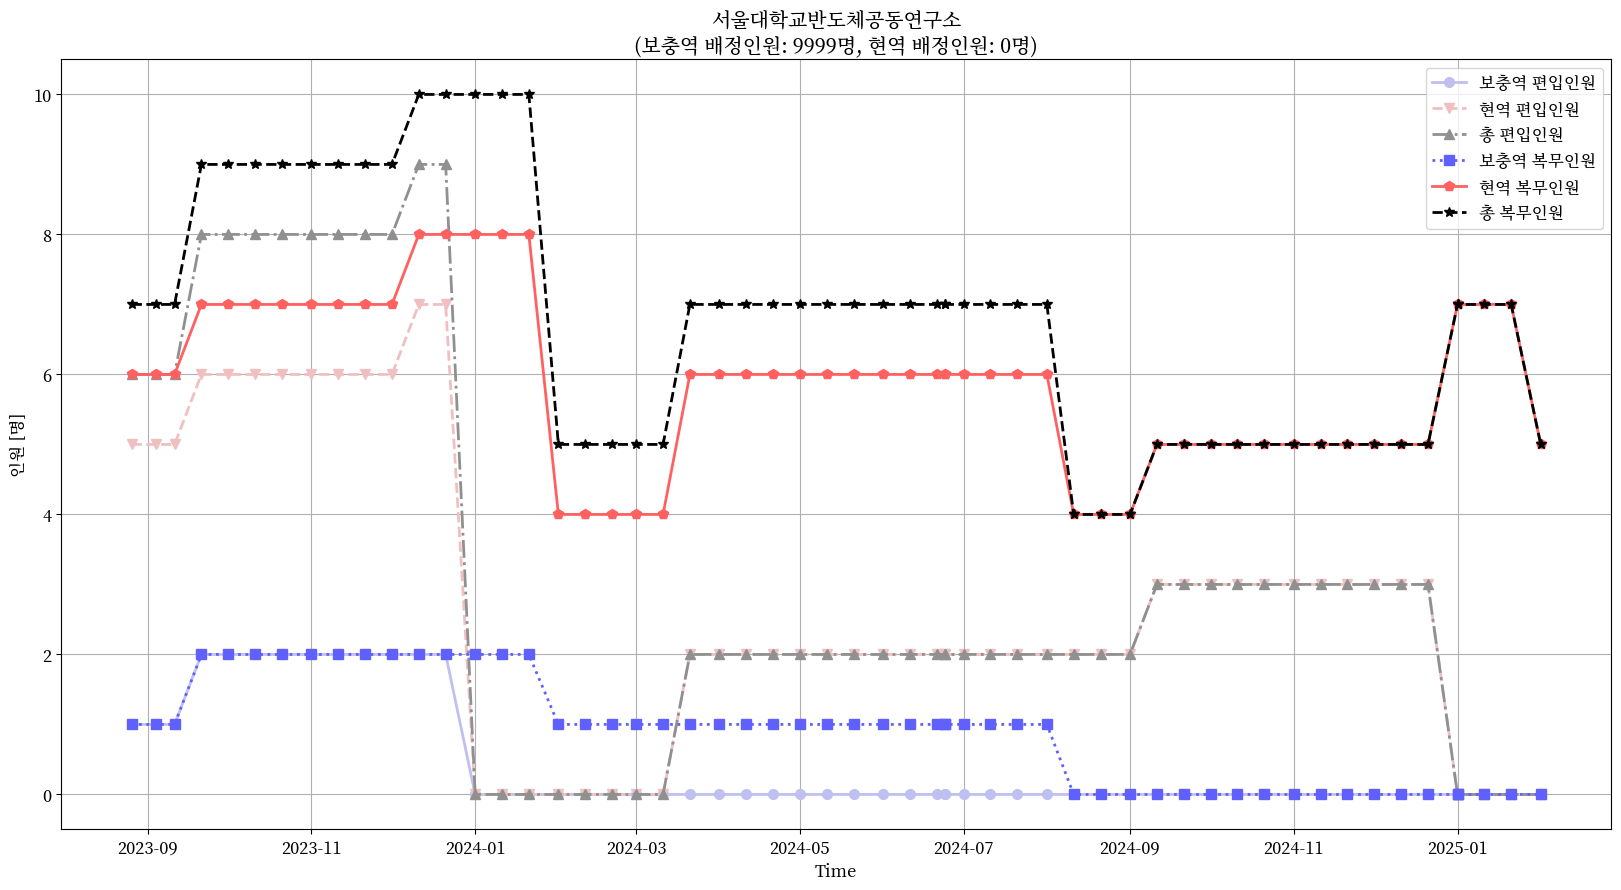 서울대학교반도체공동연구소
(보충역 배정인원: 9999명, 현역 배정인원: 0명)
보충역 편입인원
현역 편입인원
총 편입인원
보충역 복무인원
현역 복무인원
총 복무인원
인원 [명]
10
8
6
4
2
0
2023-09
2023-11
2024-01
2024-03
2024-05
2024-07
2024-09
2024-11
2025-01
Time